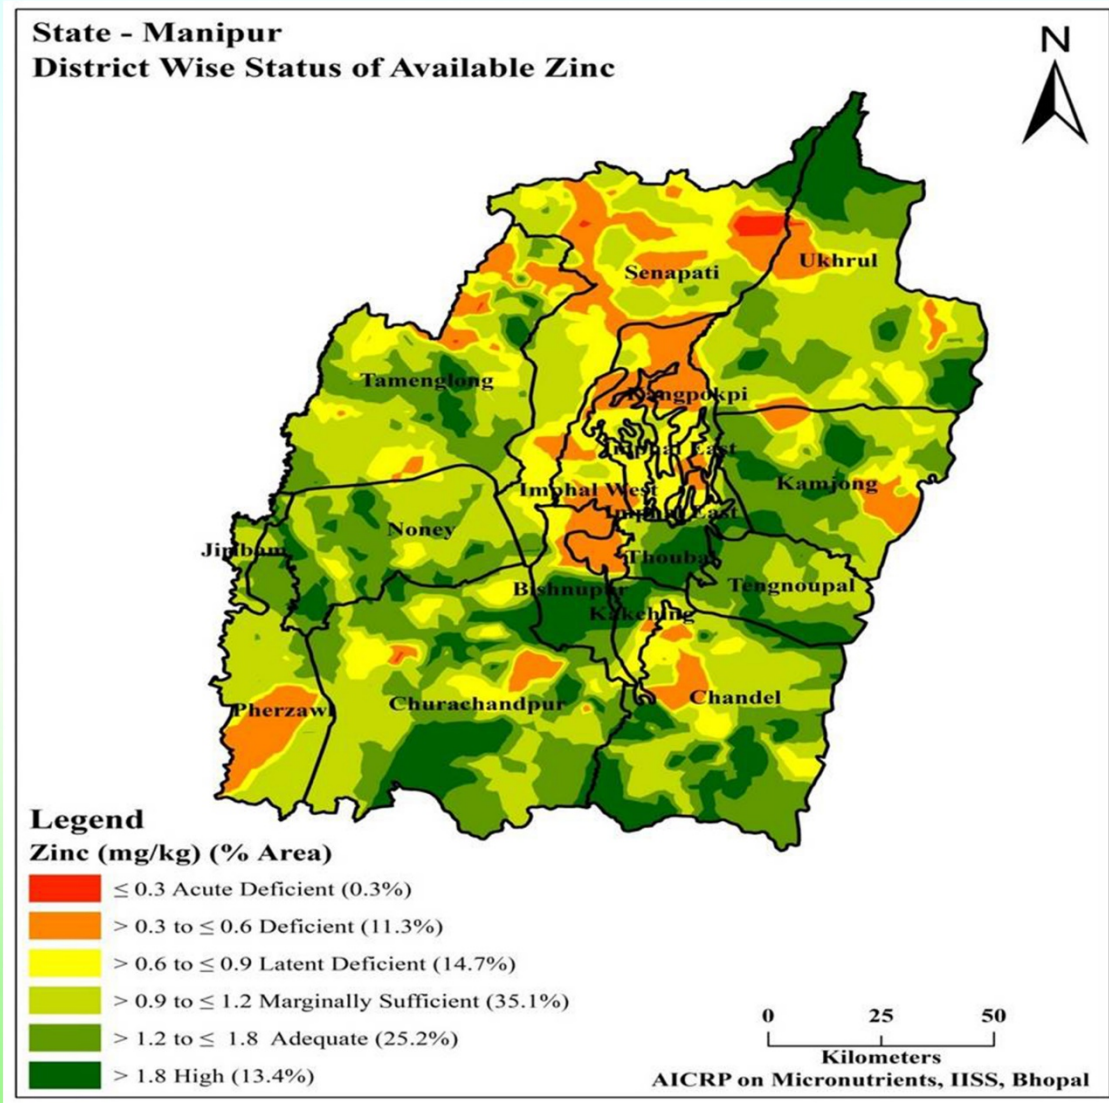 State - Manipur
District Wise Status of Available Zinc
N
Ukhrul
Senapati
Tamenglong
Kangpokpi
Imphal East
Kamjong
Imphal West
Imphal East
Noney
Jiribam
Thoubal
Tengnoupal
Bishnupur
Kakching
Chandel
Churachandpur
Pherzawl
Legend
Zinc (mg/kg) (% Area)
≤ 0.3 Acute Deficient (0.3%)
> 0.3 to ≤ 0.6 Deficient (11.3%)
> 0.6 to ≤ 0.9 Latent Deficient (14.7%)
> 0.9 to ≤ 1.2 Marginally Sufficient (35.1%)
> 1.2 to ≤ 1.8 Adequate (25.2%)
> 1.8 High (13.4%)
0 25 50
Kilometers
AICRP on Micronutrients, IISS, Bhopal